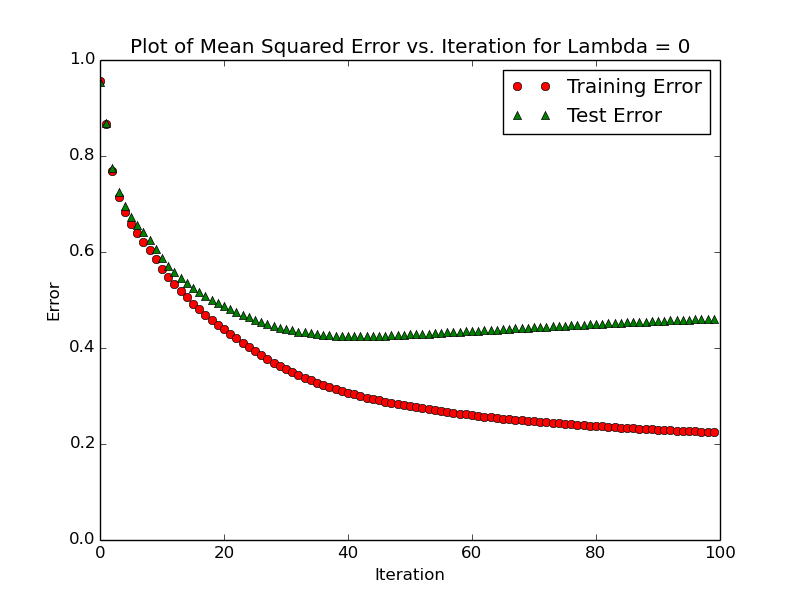 Plot of Mean Squared Error vs. Iteration for Lambda = 0
Training Error
Test Error
1.0
0.8
0.6
0.4
0.2
0.0
Error
0 20 40 60 80 100
Iteration